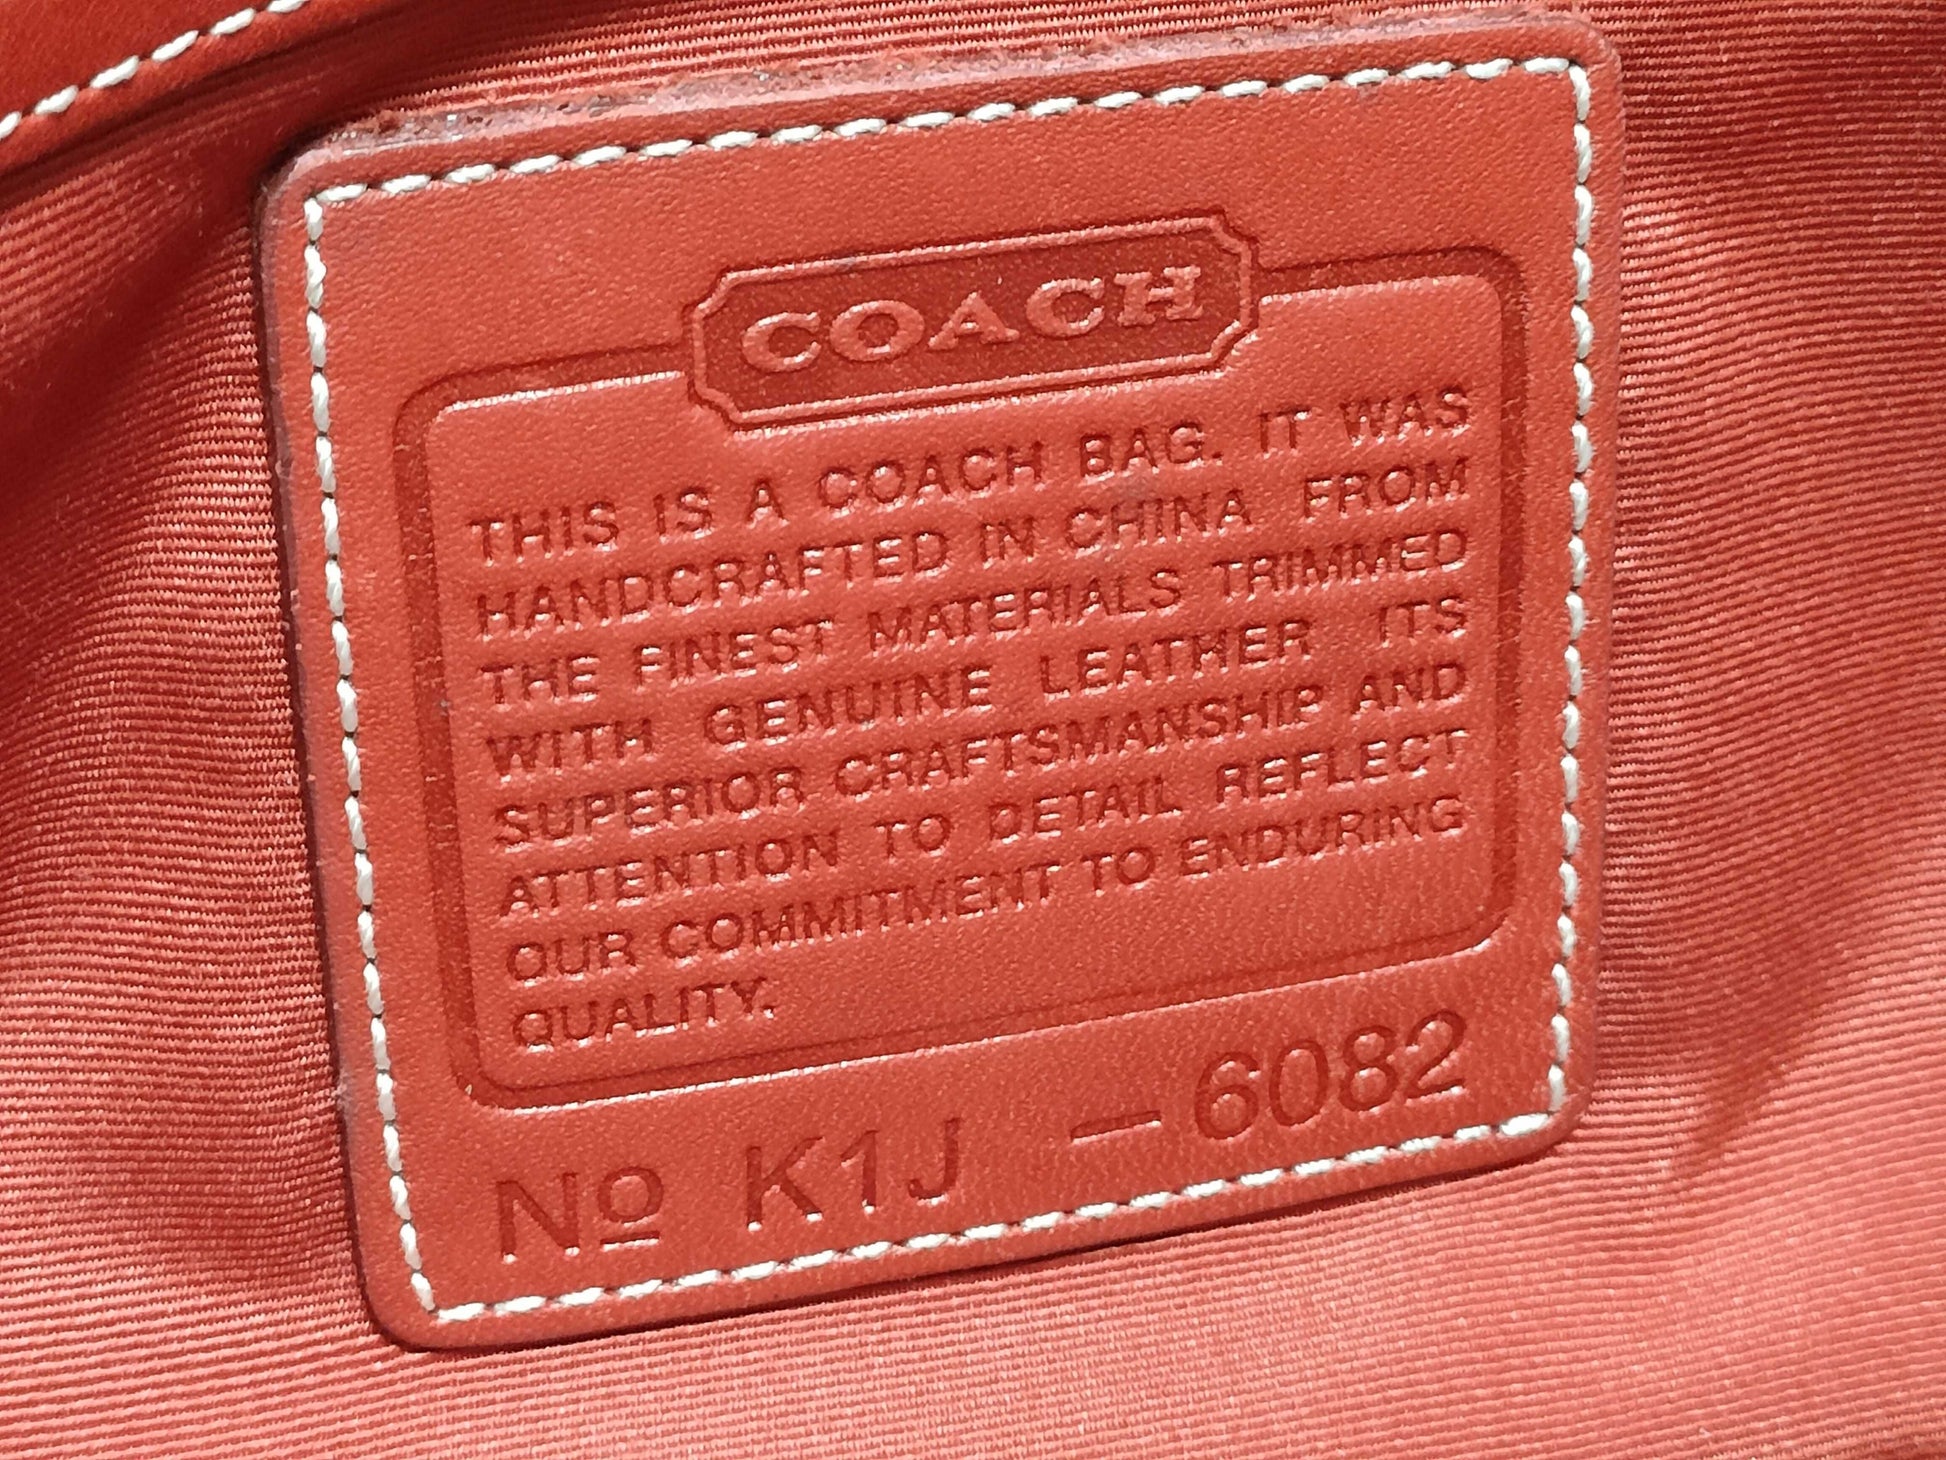 COACH
THIS IS A COACH BAG. IT WAS
HANDCRAFTED IN CHINA FROM
THE FINEST MATERIALS TRIMMED
WITH GENUINE LEATHER ITS
SUPERIOR CRAFTSMANSHIP AND
ATTENTION TO DETAIL REFLECT
OUR COMMITMENT TO ENDURING
QUALITY.
No K1J -6082